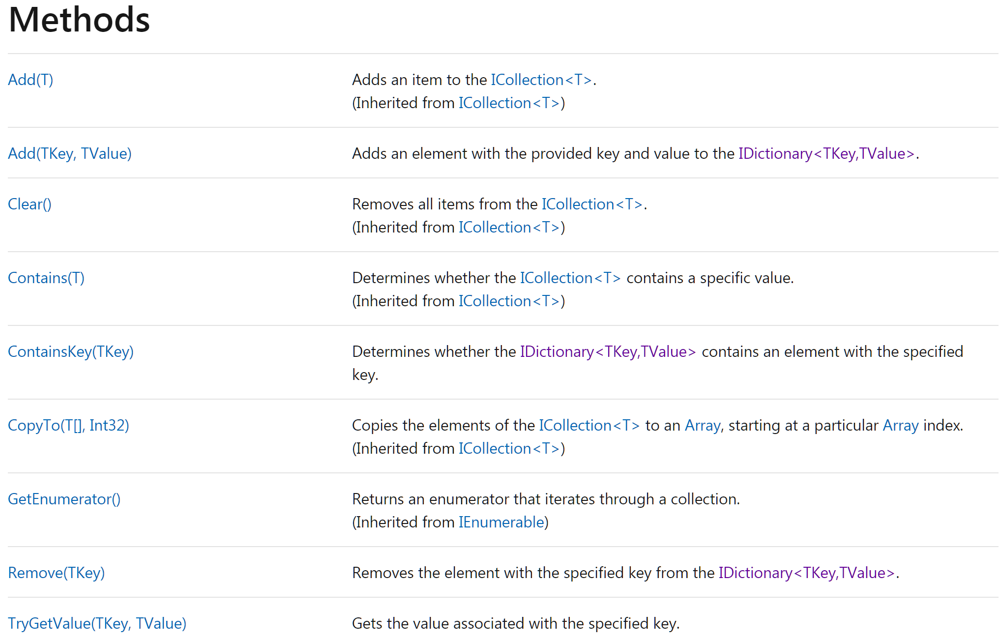 Methods
Add(T)
Adds an item to the ICollection<T>.
(Inherited from ICollection<T>)
Add(TKey, TValue)
Adds an element with the provided key and value to the IDictionary<TKey,TValue>.
Clear()
Removes all items from the ICollection<T>.
(Inherited from ICollection<T>)
Contains(T)
Determines whether the ICollection<T> contains a specific value.
(Inherited from ICollection<T>)
ContainsKey(TKey)
Determines whether the IDictionary<TKey,TValue> contains an element with the specified
key.
CopyTo(T[], Int32)
Copies the elements of the ICollection<T> to an Array, starting at a particular Array index.
(Inherited from ICollection<T>)
GetEnumerator()
Returns an enumerator that iterates through a collection.
(Inherited from IEnumerable)
Remove(TKey)
Removes the element with the specified key from the IDictionary<TKey,TValue>.
TryGetValue(TKey, TValue)
Gets the value associated with the specified key.